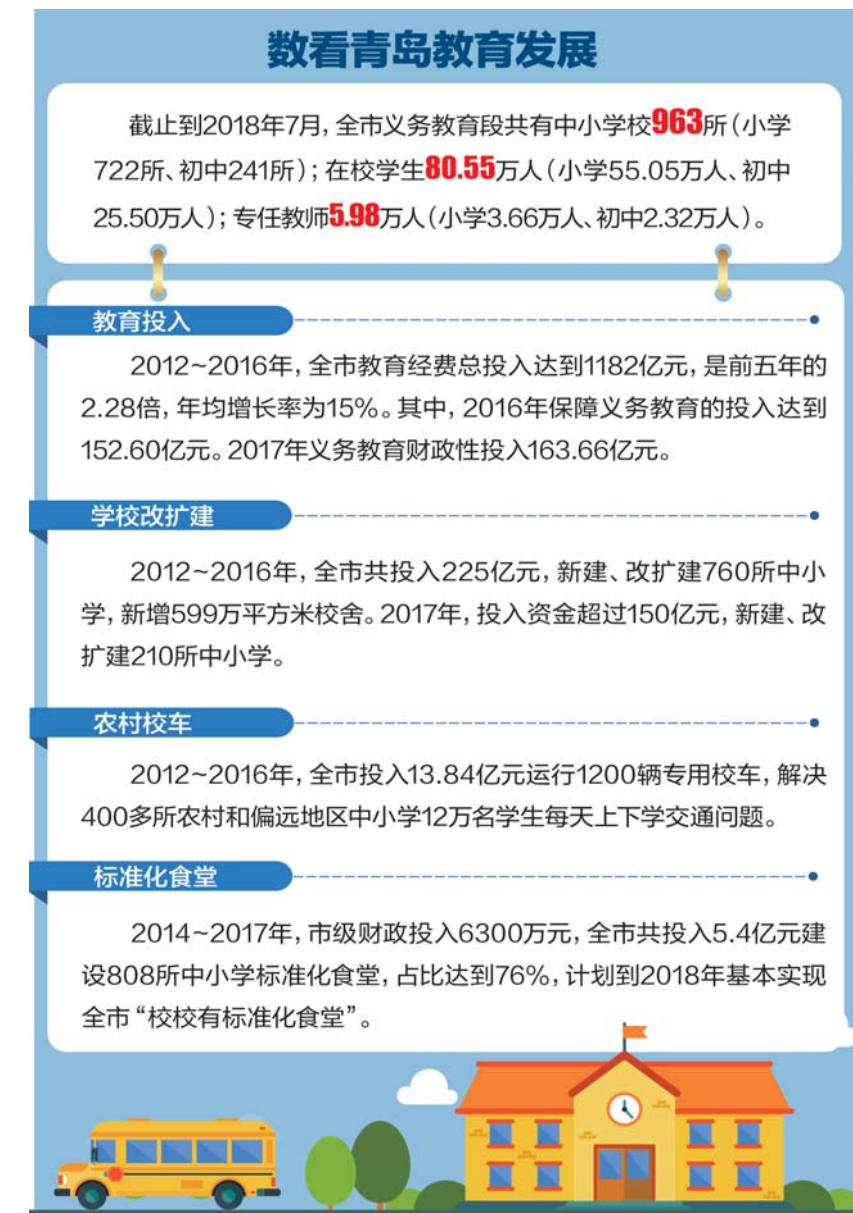 数看青岛教育发展
截止到2018年7月,全市义务教育段共有中小学校963所(小学
722所、初中241所);在校学生80.55万人(小学55.05万人、初中
25.50万人);专任教师5.98万人(小学3.66万人、初中2.32万人)。
教育投入
2012~2016年,全市教育经费总投入达到1182亿元,是前五年的
2.28倍,年均增长率为15%。其中,2016年保障义务教育的投入达到
152.60亿元。2017年义务教育财政性投入163.66亿元。
学校改扩建
2012~2016年,全市共投入225亿元,新建、改扩建760所中小
学,新增599万平方米校舍。2017年,投入资金超过150亿元,新建、改
扩建210所中小学。
农村校车
2012~2016年,全市投入13.84亿元运行1200辆专用校车,解决
400多所农村和偏远地区中小学12万名学生每天上下学交通问题。
标准化食堂
2014~2017年,市级财政投入6300万元,全市共投入5.4亿元建
设808所中小学标准化食堂,占比达到76%,计划到2018年基本实现
全市“校校有标准化食堂”。